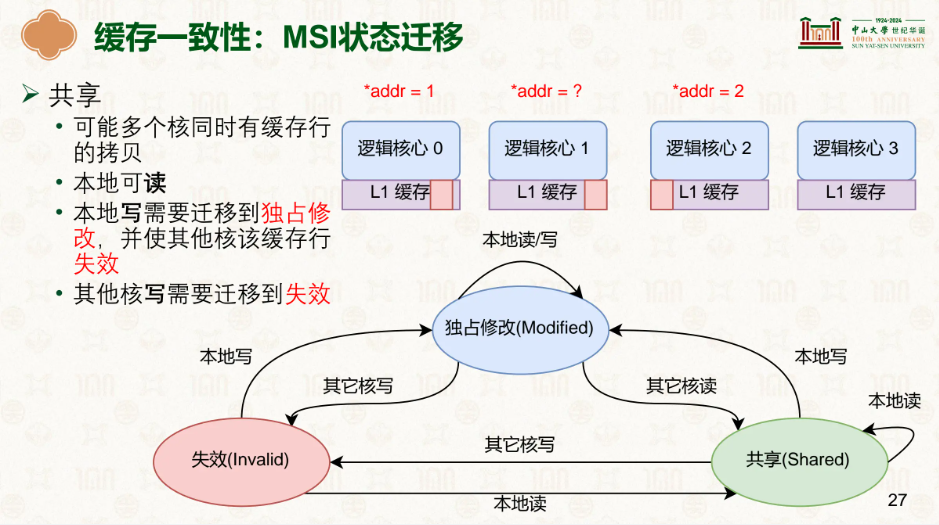 缓存一致性：MSI状态迁移
1924-2024
中山大學 世纪华诞
100th ANNIVERSARY
SUN YAT-SEN UNIVERSITY
共享
• 可能多个核同时有缓存行
的拷贝
• 本地可读
• 本地写需要迁移到独占修
改，并使其他核该缓存行
失效
• 其他核写需要迁移到失效
*addr = 1
*addr = ?
*addr = 2
逻辑核心 0
逻辑核心 1
逻辑核心 2
逻辑核心 3
L1 缓存
L1 缓存
L1 缓存
L1 缓存
本地读/写
独占修改(Modified)
本地写
本地写
其它核写
其它核读
本地读
失效(Invalid)
其它核写
共享(Shared)
本地读
27